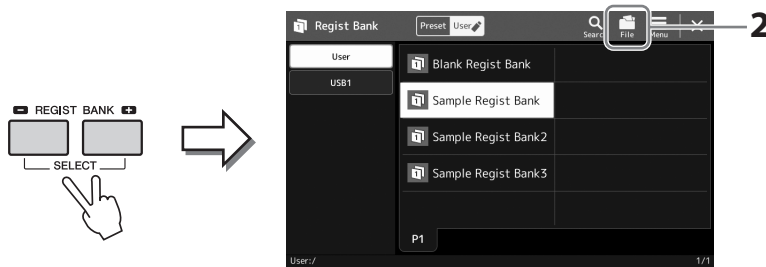 - REGIST BANK +
SELECT
Regist Bank
Preset User
Search
File
Menu
2
User
USB1
Blank Regist Bank
Sample Regist Bank
Sample Regist Bank2
Sample Regist Bank3
P1
User:/
1/1